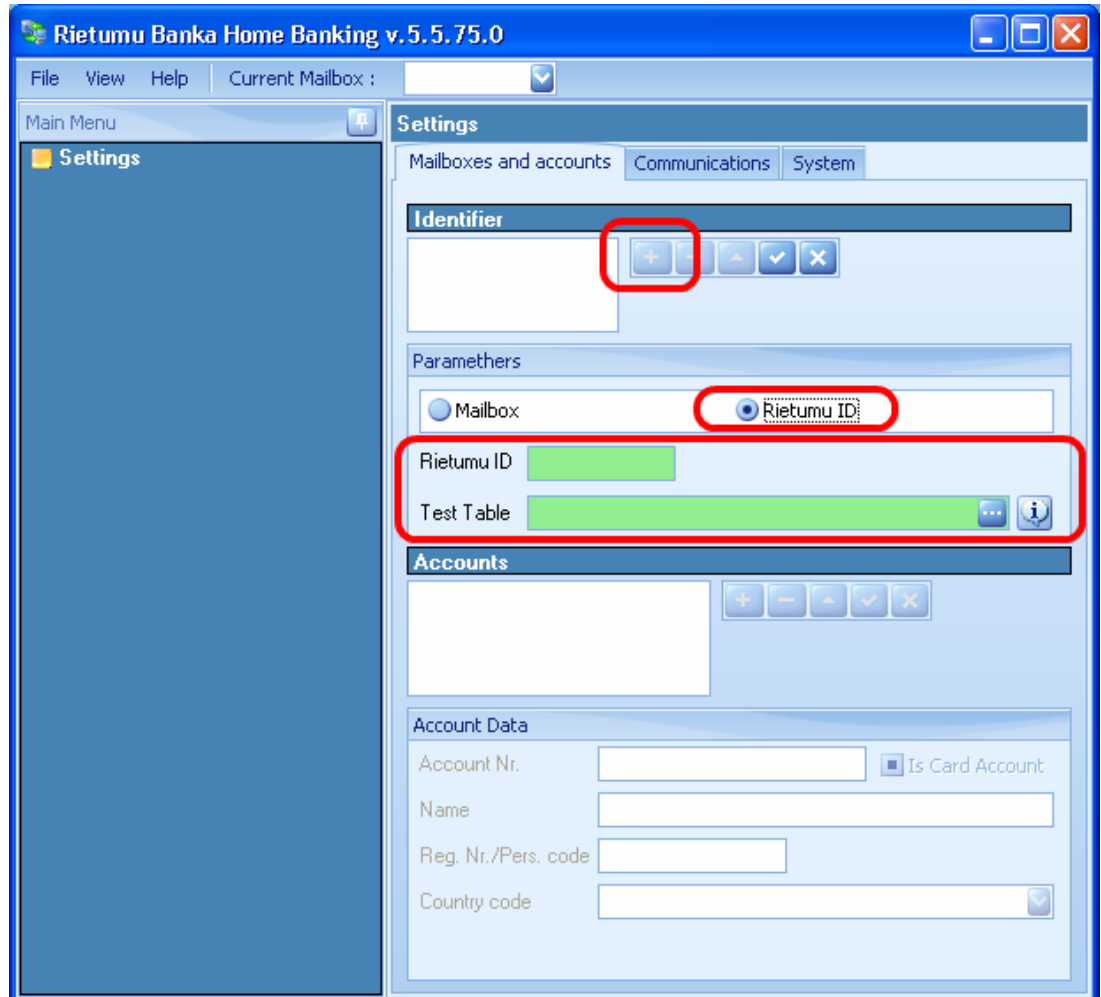 Rietumu Banka Home Banking v.5.5.75.0
File View Help Current Mailbox :
Main Menu
Settings
Settings
Mailboxes and accounts Communications System
Identifier
Paramethers
Mailbox Rietumu ID
Rietumu ID
Test Table
Accounts
Account Data
Account Nr. Is Card Account
Name
Reg. Nr./Pers. code
Country code